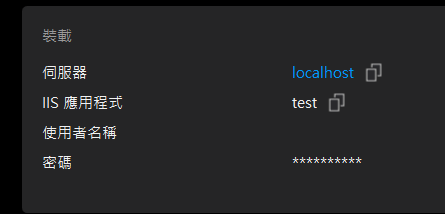 裝載
伺服器 localhost
IIS 應用程式 test
使用者名稱
密碼 **********